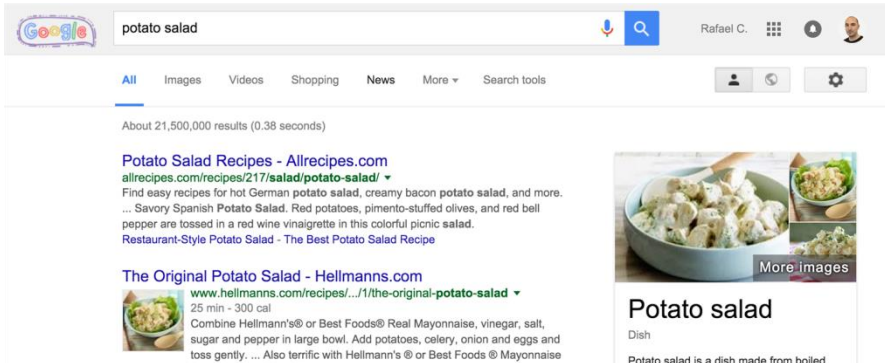 Google
potato salad
Rafael C.
All Images Videos Shopping News More Search tools
About 21,500,000 results (0.38 seconds)
Potato Salad Recipes - Allrecipes.com
allrecipes.com/recipes/217/salad/potato-salad/
Find easy recipes for hot German potato salad, creamy bacon potato salad, and more.
... Savory Spanish Potato Salad. Red potatoes, pimento-stuffed olives, and red bell
pepper are tossed in a red wine vinaigrette in this colorful picnic salad.
Restaurant-Style Potato Salad - The Best Potato Salad Recipe
The Original Potato Salad - Hellmanns.com
www.hellmanns.com/recipes/.../1/the-original-potato-salad
25 min - 300 cal
Combine Hellmann's® or Best Foods® Real Mayonnaise, vinegar, salt,
sugar and pepper in large bowl. Add potatoes, celery, onion and eggs and
toss gently. ... Also terrific with Hellmann's ® or Best Foods ® Mayonnaise
More images
Potato salad
Dish
Potato salad is a dish made from boiled